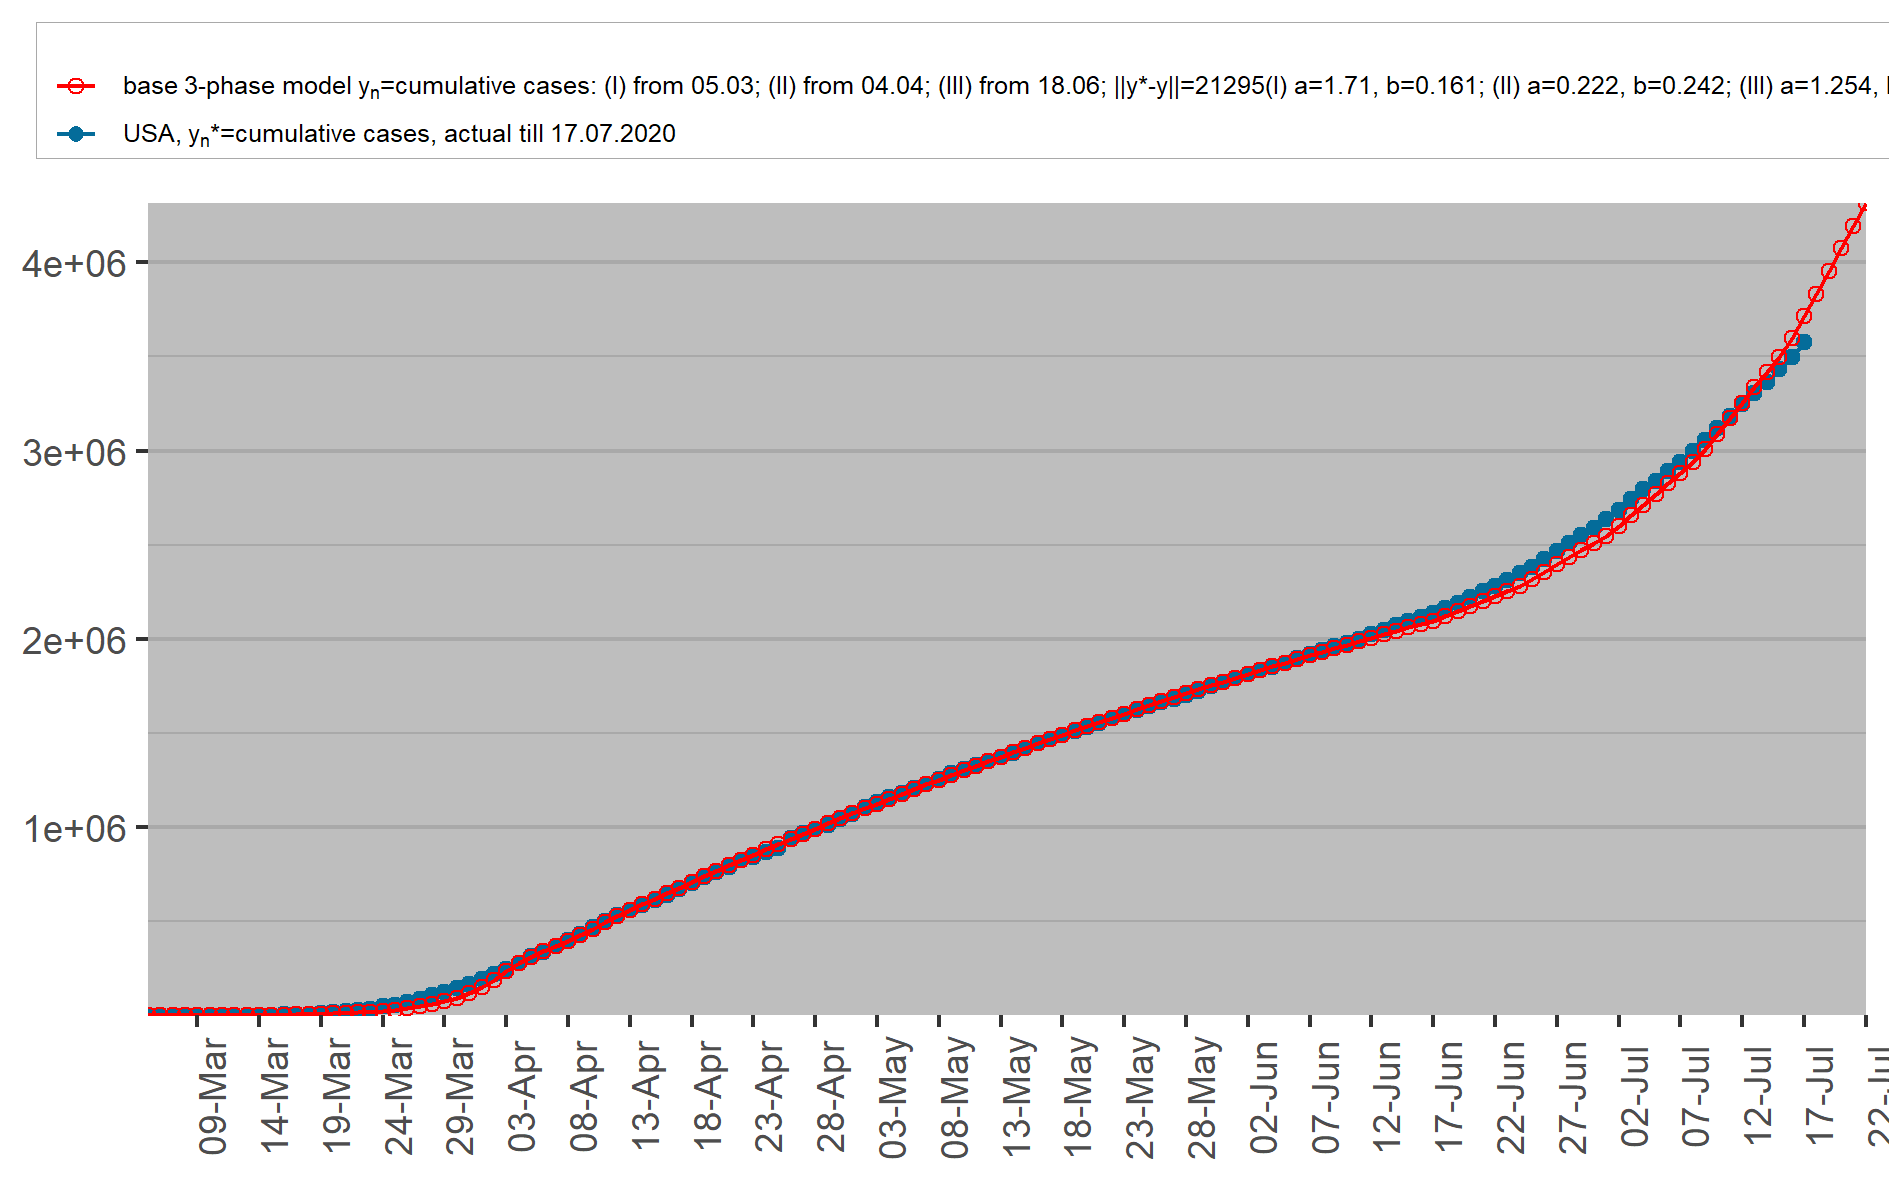 base 3-phase model yn=cumulative cases: (I) from 05.03; (II) from 04.04; (III) from 18.06; ||y*-y||=21295(I) a=1.71, b=0.161; (II) a=0.222, b=0.242; (III) a=1.254,
USA, yn*=cumulative cases, actual till 17.07.2020
4e+06
3e+06
2e+06
1e+06
09-Mar
14-Mar
19-Mar
24-Mar
29-Mar
03-Apr
08-Apr
13-Apr
18-Apr
23-Apr
28-Apr
03-May
08-May
13-May
18-May
23-May
28-May
02-Jun
07-Jun
12-Jun
17-Jun
22-Jun
27-Jun
02-Jul
07-Jul
12-Jul
17-Jul
22-Jul